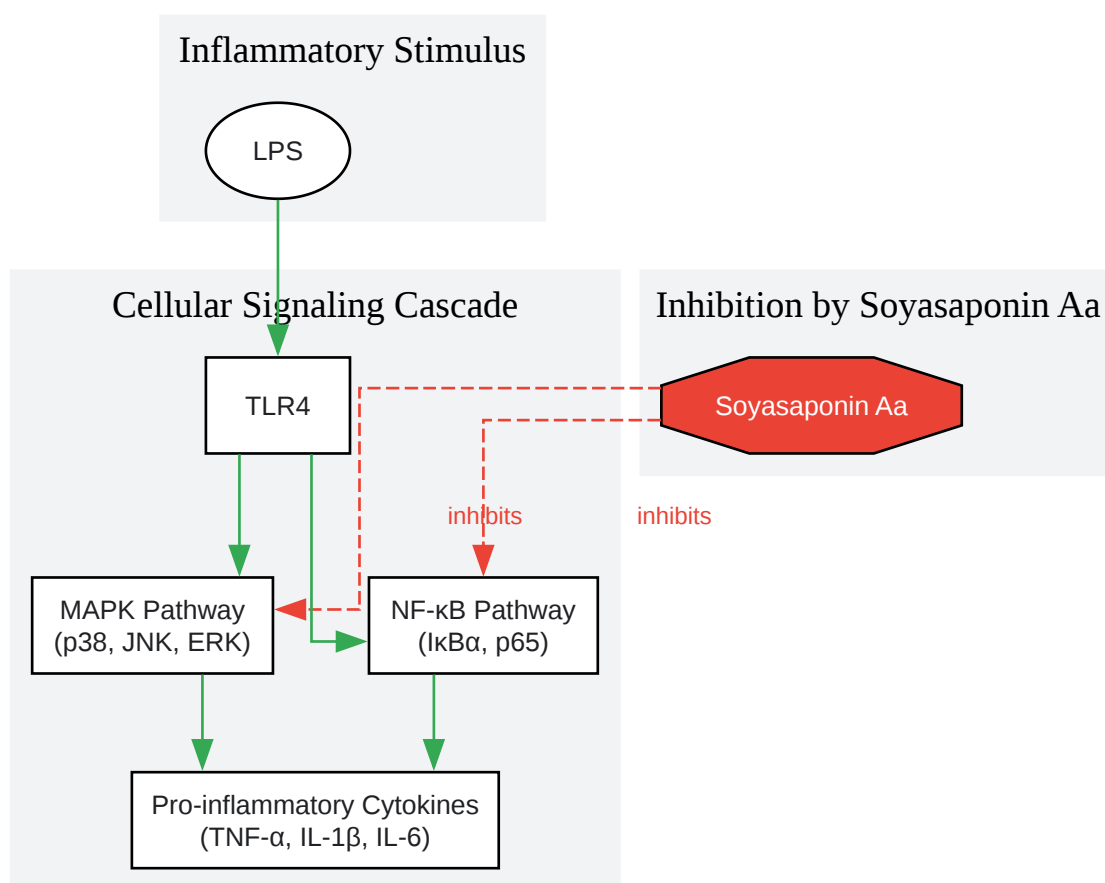 Inflammatory Stimulus
LPS
Cellular Signaling Cascade
Inhibition by Soyasaponin Aa
TLR4
Soyasaponin Aa
inhibits
inhibits
MAPK Pathway
(p38, JNK, ERK)
NF-κB Pathway
(IκBα, p65)
Pro-inflammatory Cytokines
(TNF-α, IL-1β, IL-6)